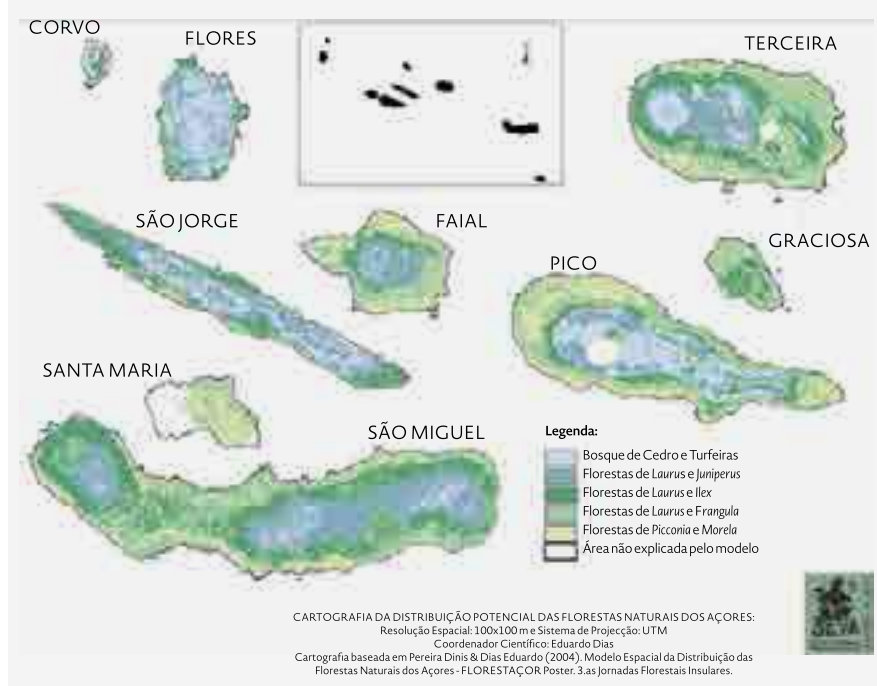 CORVO
FLORES
TERCEIRA
SÃO JORGE
FAIAL
GRACIOSA
PICO
SANTA MARIA
SÃO MIGUEL
Legenda:
Bosque de Cedro e Turfeiras
Florestas de Laurus e Juniperus
Florestas de Laurus e Ilex
Florestas de Laurus e Frangula
Florestas de Picconia e Morela
Área não explicada pelo modelo
CARTOGRAFIA DA DISTRIBUIÇÃO POTENCIAL DAS FLORESTAS NATURAIS DOS AÇORES:
Resolução Espacial: 100x100 m e Sistema de Projecção: UTM
Coordenador Científico: Eduardo Dias
Cartografia baseada em Pereira Dinis & Dias Eduardo (2004). Modelo Espacial da Distribuição das
Florestas Naturais dos Açores - FLORESTAÇOR Poster. 3.as Jornadas Florestais Insulares.